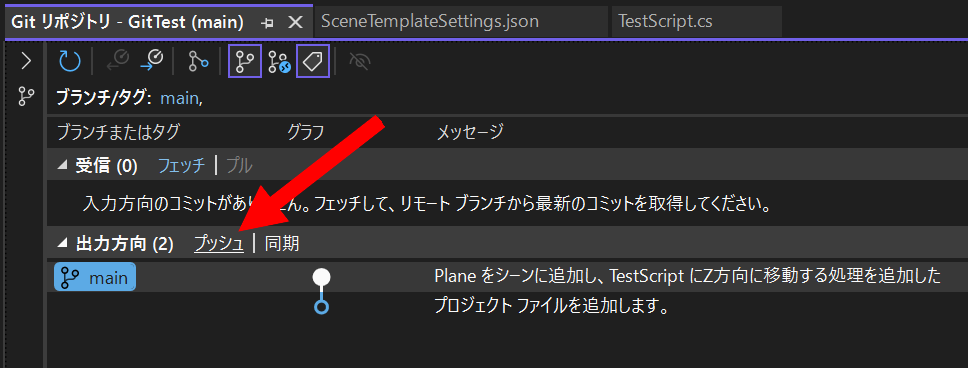 Git リポジトリ - GitTest (main) SceneTemplateSettings.json TestScript.cs
ブランチ/タグ: main,
ブランチまたはタグ グラフ メッセージ
受信 (0) フェッチ | プル
入力方向のコミットがあ せん。フェッチして、リモート ブランチから最新のコミットを取得してください。
出力方向 (2) プッシュ | 同期
main Plane をシーンに追加し、TestScript にZ方向に移動する処理を追加した
プロジェクト ファイルを追加します。